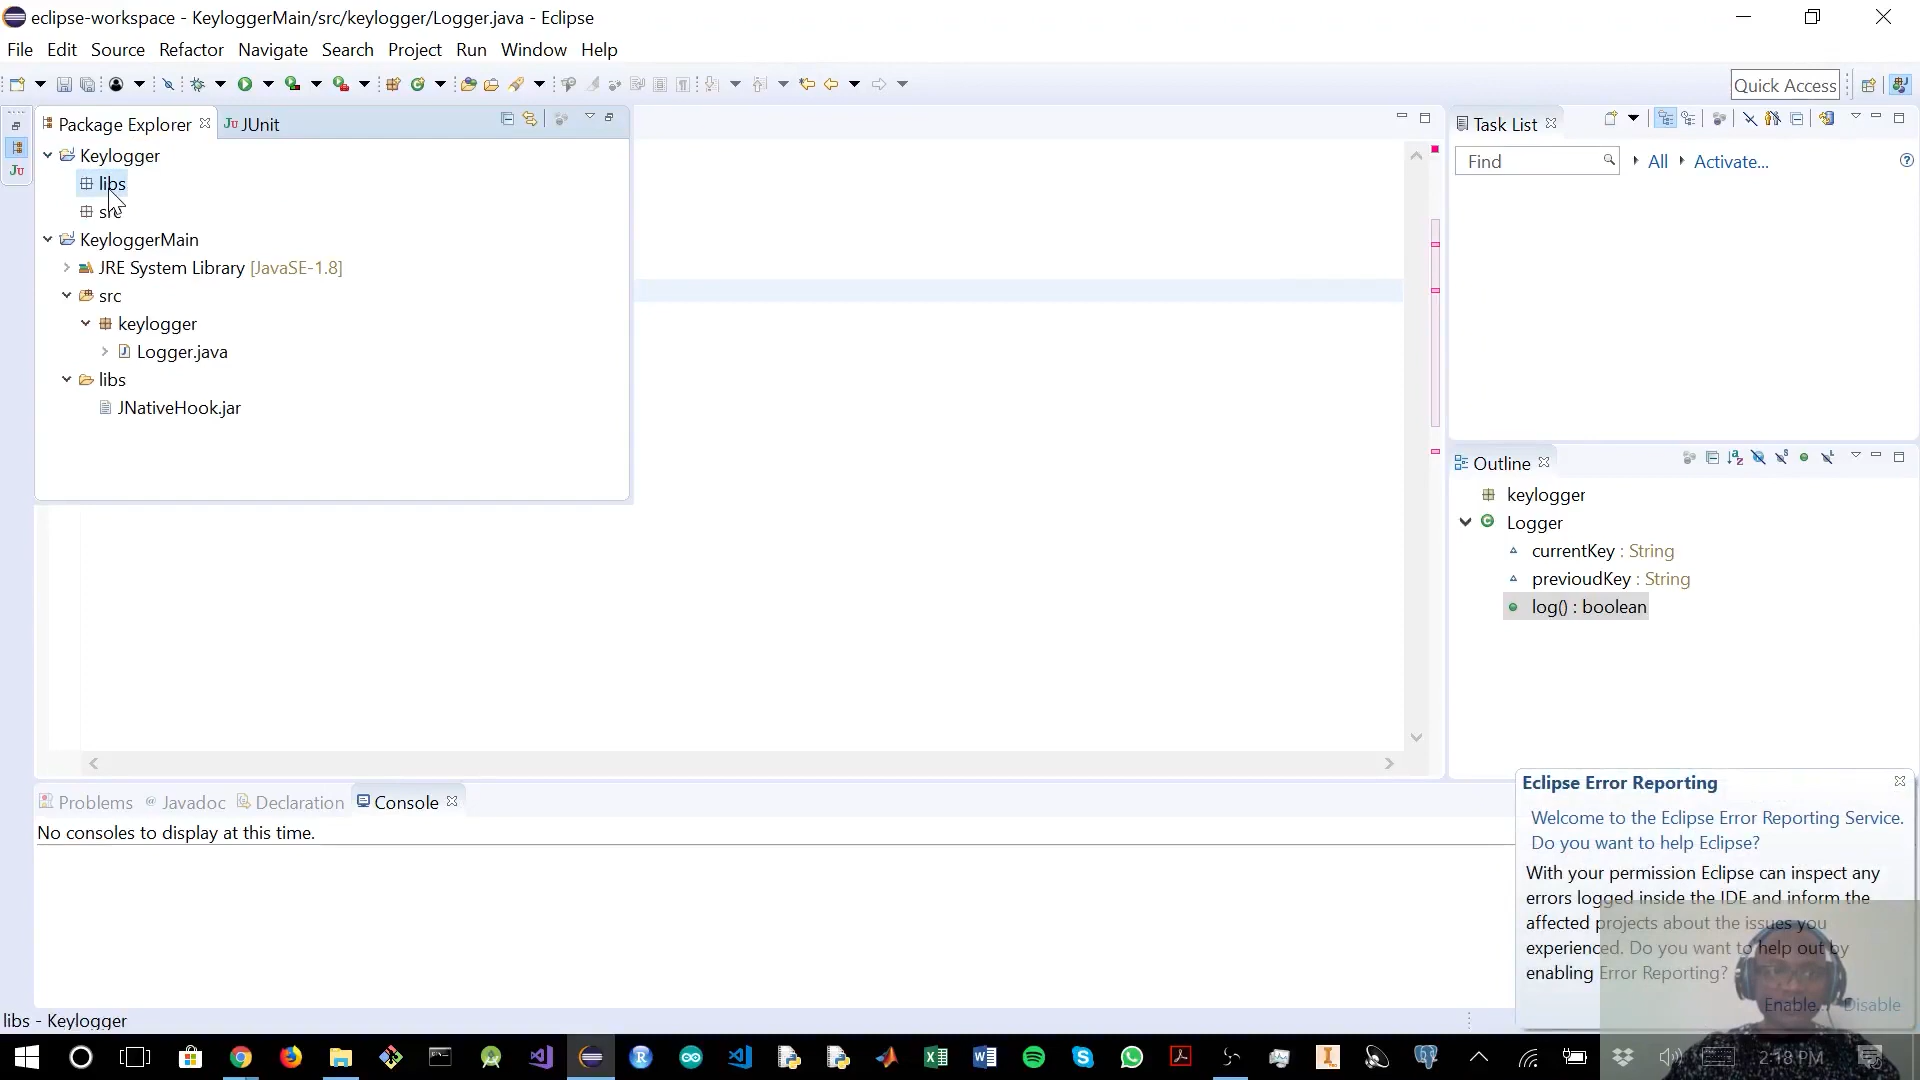 eclipse-workspace - KeyloggerMain/src/keylogger/Logger.java - Eclipse
File Edit Source Refactor Navigate Search Project Run Window Help
Quick Access
Package Explorer
JUnit
Keylogger
libs
src
KeyloggerMain
JRE System Library [JavaSE-1.8]
src
keylogger
Logger.java
libs
JNativeHook.jar
Task List
Find
All
Activate...
Outline
keylogger
Logger
currentKey : String
previoudKey : String
log() : boolean
Problems
Javadoc
Declaration
Console
No consoles to display at this time.
Eclipse Error Reporting
Welcome to the Eclipse Error Reporting Service.
Do you want to help Eclipse?
With your permission Eclipse can inspect any
errors logged inside the IDE and inform the
affected projects about the issues you
experienced. Do you want to help out by
enabling Error Reporting?
Enable...
Disable
libs - Keylogger
2:18 PM